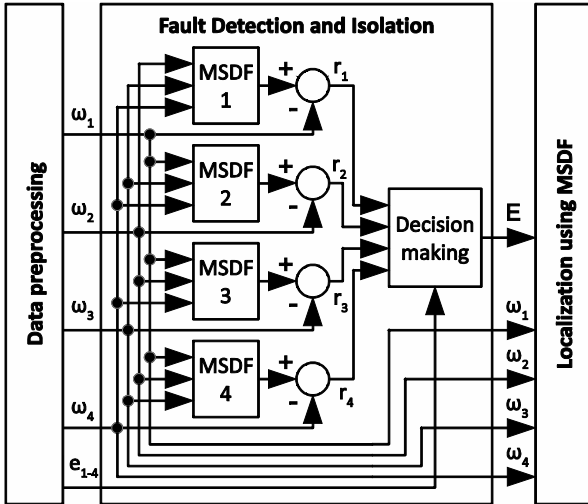 Fault Detection and Isolation
Data preprocessing
Localization using MSDF
MSDF
1
+
-
r1
ω1
MSDF
2
+
-
r2
ω2
MSDF
3
+
-
r3
ω3
MSDF
4
+
-
r4
ω4
e1-4
Decision
making
E
ω1
ω2
ω3
ω4